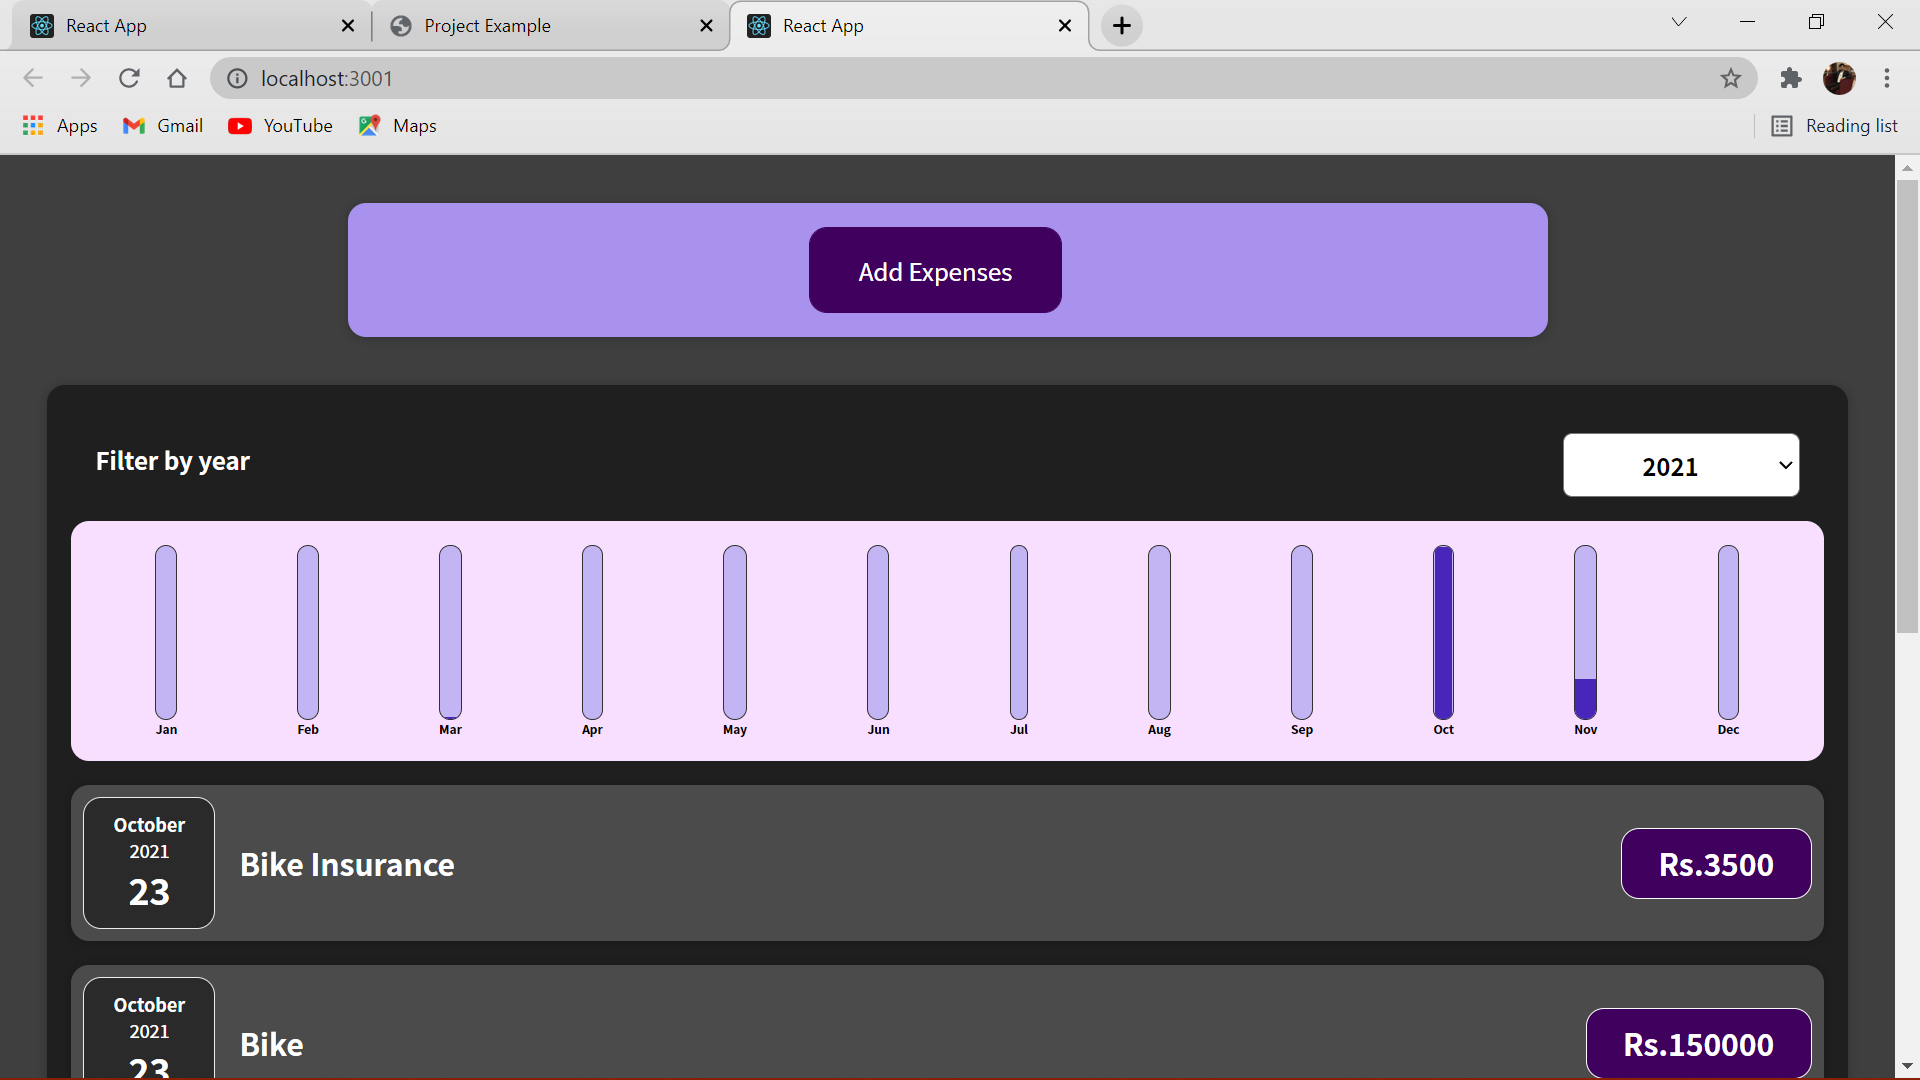 React App
Project Example
React App
localhost:3001
Apps
Gmail
YouTube
Maps
Reading list
Add Expenses
Filter by year
2021
Jan
Feb
Mar
Apr
May
Jun
Jul
Aug
Sep
Oct
Nov
Dec
October
2021
23
Bike Insurance
Rs.3500
October
2021
23
Bike
Rs.150000